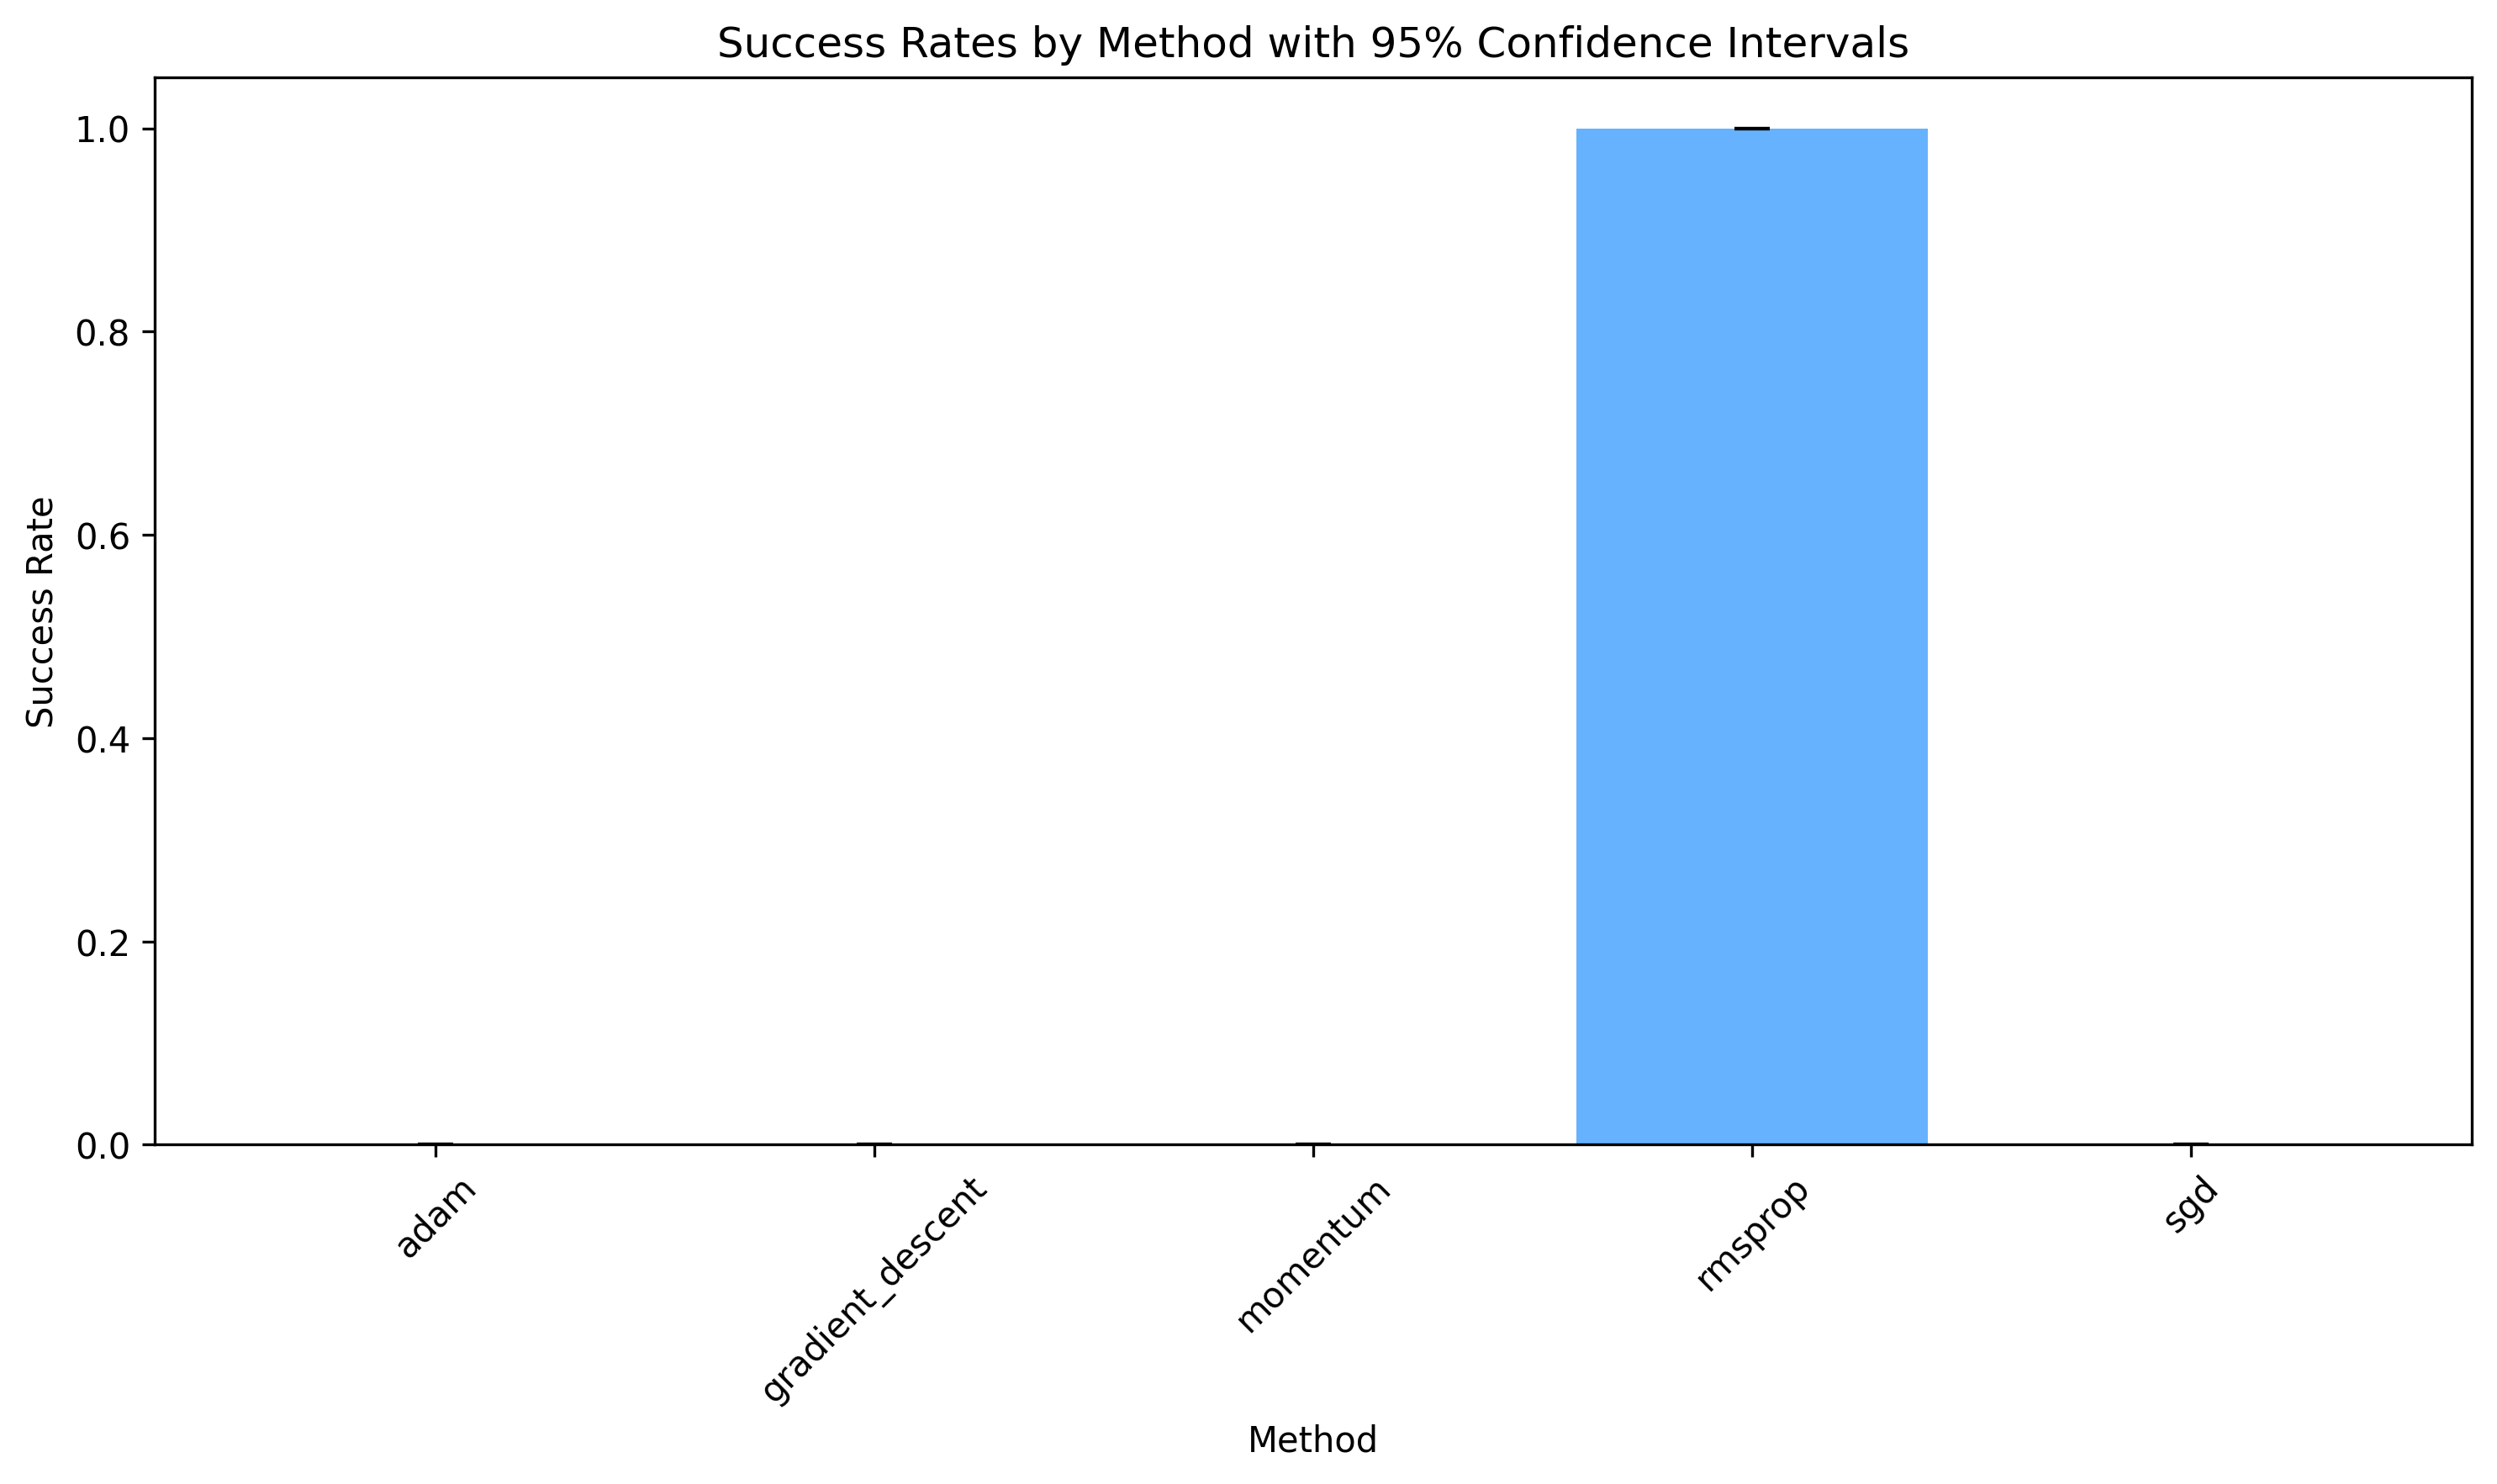 Success Rates by Method with 95% Confidence Intervals
Success Rate
1.0
0.8
0.6
0.4
0.2
0.0
adam
gradient_descent
momentum
rmsprop
sgd
Method